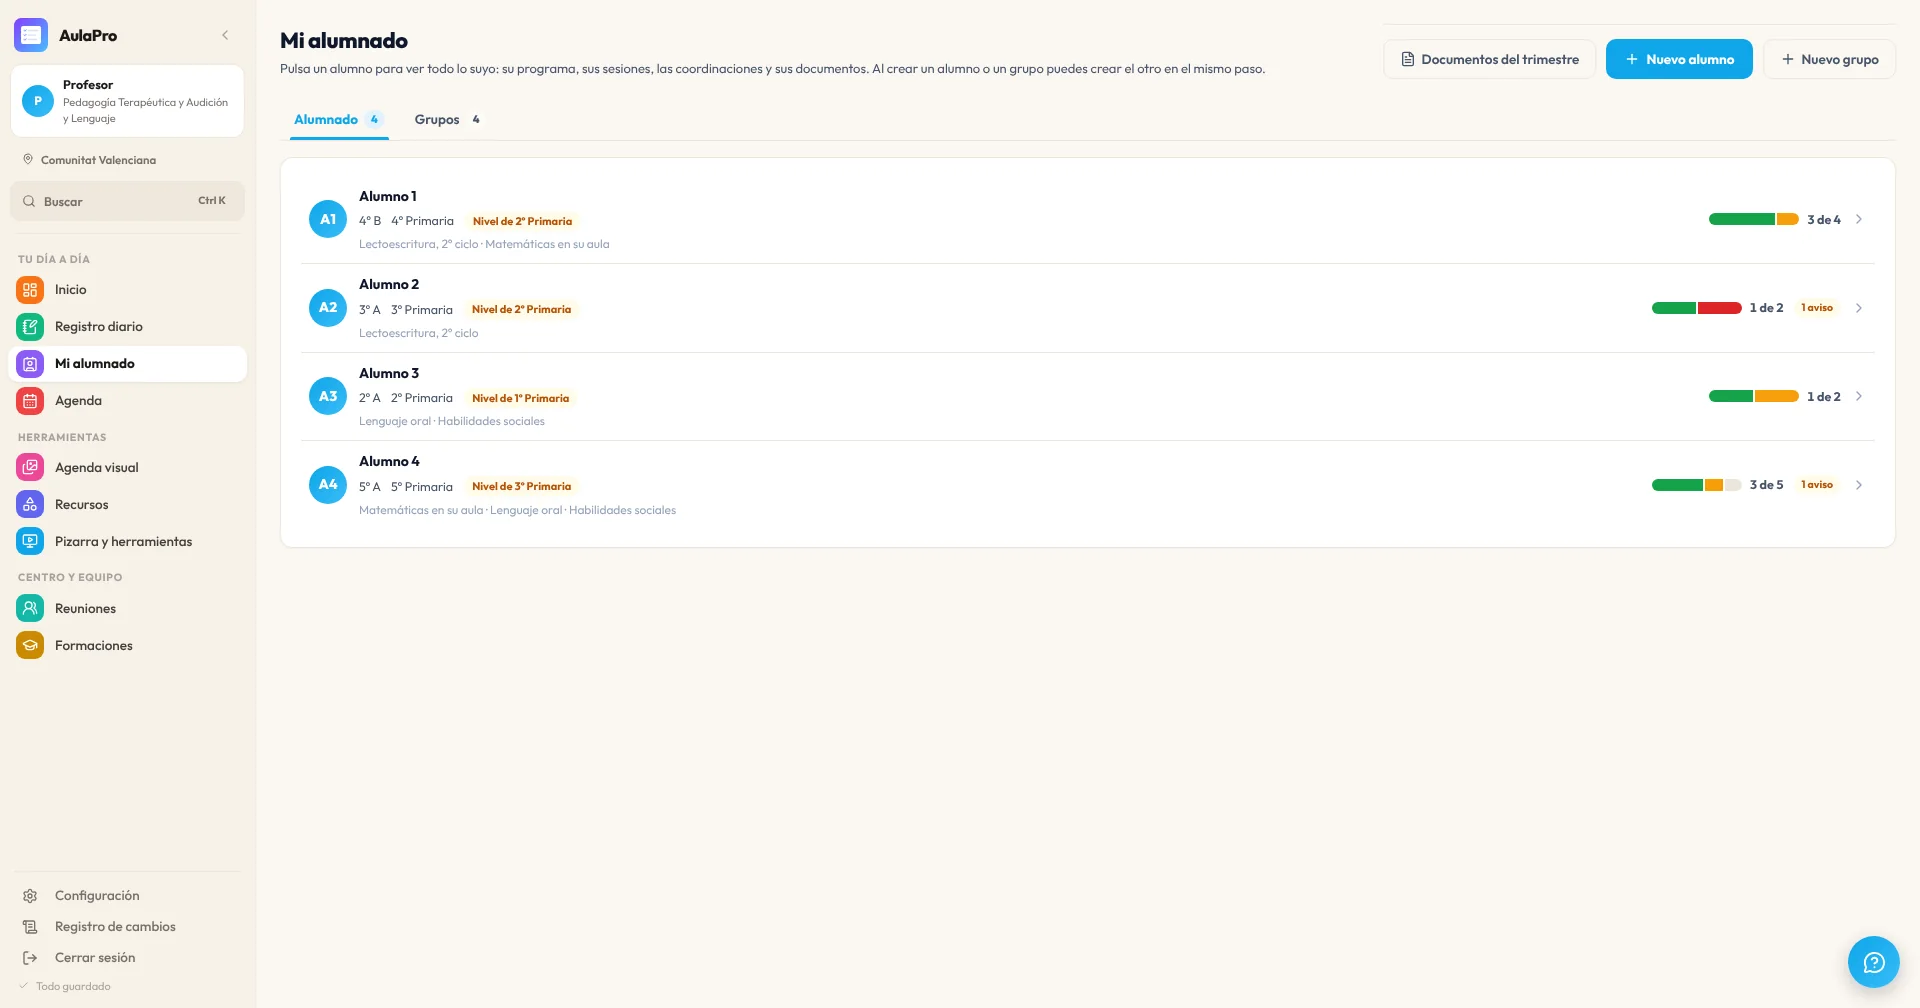 AulaPro
P
Profesor
Pedagogía Terapéutica y Audición
y Lenguaje
Comunitat Valenciana
Buscar
Ctrl K
TU DÍA A DÍA
Inicio
Registro diario
Mi alumnado
Agenda
HERRAMIENTAS
Agenda visual
Recursos
Pizarra y herramientas
CENTRO Y EQUIPO
Reuniones
Formaciones
Configuración
Registro de cambios
Cerrar sesión
Todo guardado
Mi alumnado
Pulsa un alumno para ver todo lo suyo: su programa, sus sesiones, las coordinaciones y sus documentos. Al crear un alumno o un grupo puedes crear el otro en el mismo paso.
Documentos del trimestre
Nuevo alumno
Nuevo grupo
Alumnado 4
Grupos 4
A1
Alumno 1
4º B 4º Primaria Nivel de 2º Primaria
Lectoescritura, 2º ciclo · Matemáticas en su aula
3 de 4
A2
Alumno 2
3º A 3º Primaria Nivel de 2º Primaria
Lectoescritura, 2º ciclo
1 de 2
1 aviso
A3
Alumno 3
2º A 2º Primaria Nivel de 1º Primaria
Lenguaje oral · Habilidades sociales
1 de 2
A4
Alumno 4
5º A 5º Primaria Nivel de 3º Primaria
Matemáticas en su aula · Lenguaje oral · Habilidades sociales
3 de 5
1 aviso